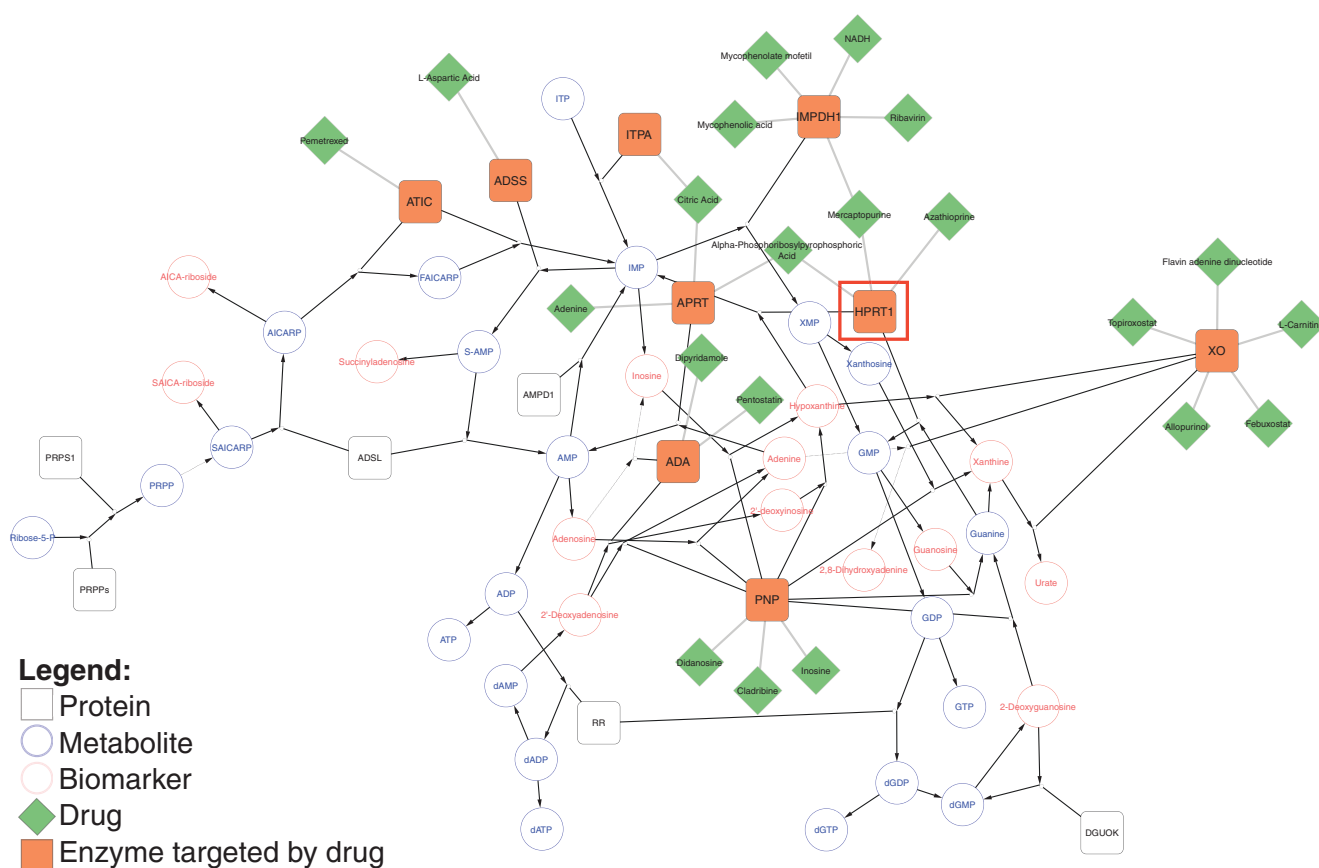 NADH
Mycophenolate mofetil
L-Aspartic Acid
ITP
IMPDH1
Ribavirin
Mycophenolic acid
ITPA
Pemetrexed
ADSS
ATIC
Citric Acid
Mercaptopurine
Azathioprine
Alpha-Phosphoribosylpyrophosphoric
Acid
Flavin adenine dinucleotide
IMP
AICA-riboside
FAICARP
APRT
Adenine
HPRT1
XMP
Topiroxostat
L-Carnitin
AICARP
XO
S-AMP
Dipyridamole
Succinyladenosine
Xanthosine
Inosine
SAICA-riboside
AMPD1
Pentostatin
Hypoxanthine
Allopurinol
Febuxostat
SAICARP
PRPS1
ADSL
AMP
ADA
Adenine
GMP
Xanthine
PRPP
2'-deoxyinosine
Ribose-5-P
Adenosine
Guanosine
Guanine
2,8-Dihydroxyadenine
Urate
PRPPs
ADP
PNP
2'-Deoxyadenosine
GDP
ATP
Didanosine
Cladribine
Inosine
dAMP
RR
GTP
2-Deoxyguanosine
dADP
dGDP
dGMP
dATP
dGTP
DGUOK
Legend:
Protein
Metabolite
Biomarker
Drug
Enzyme targeted by drug